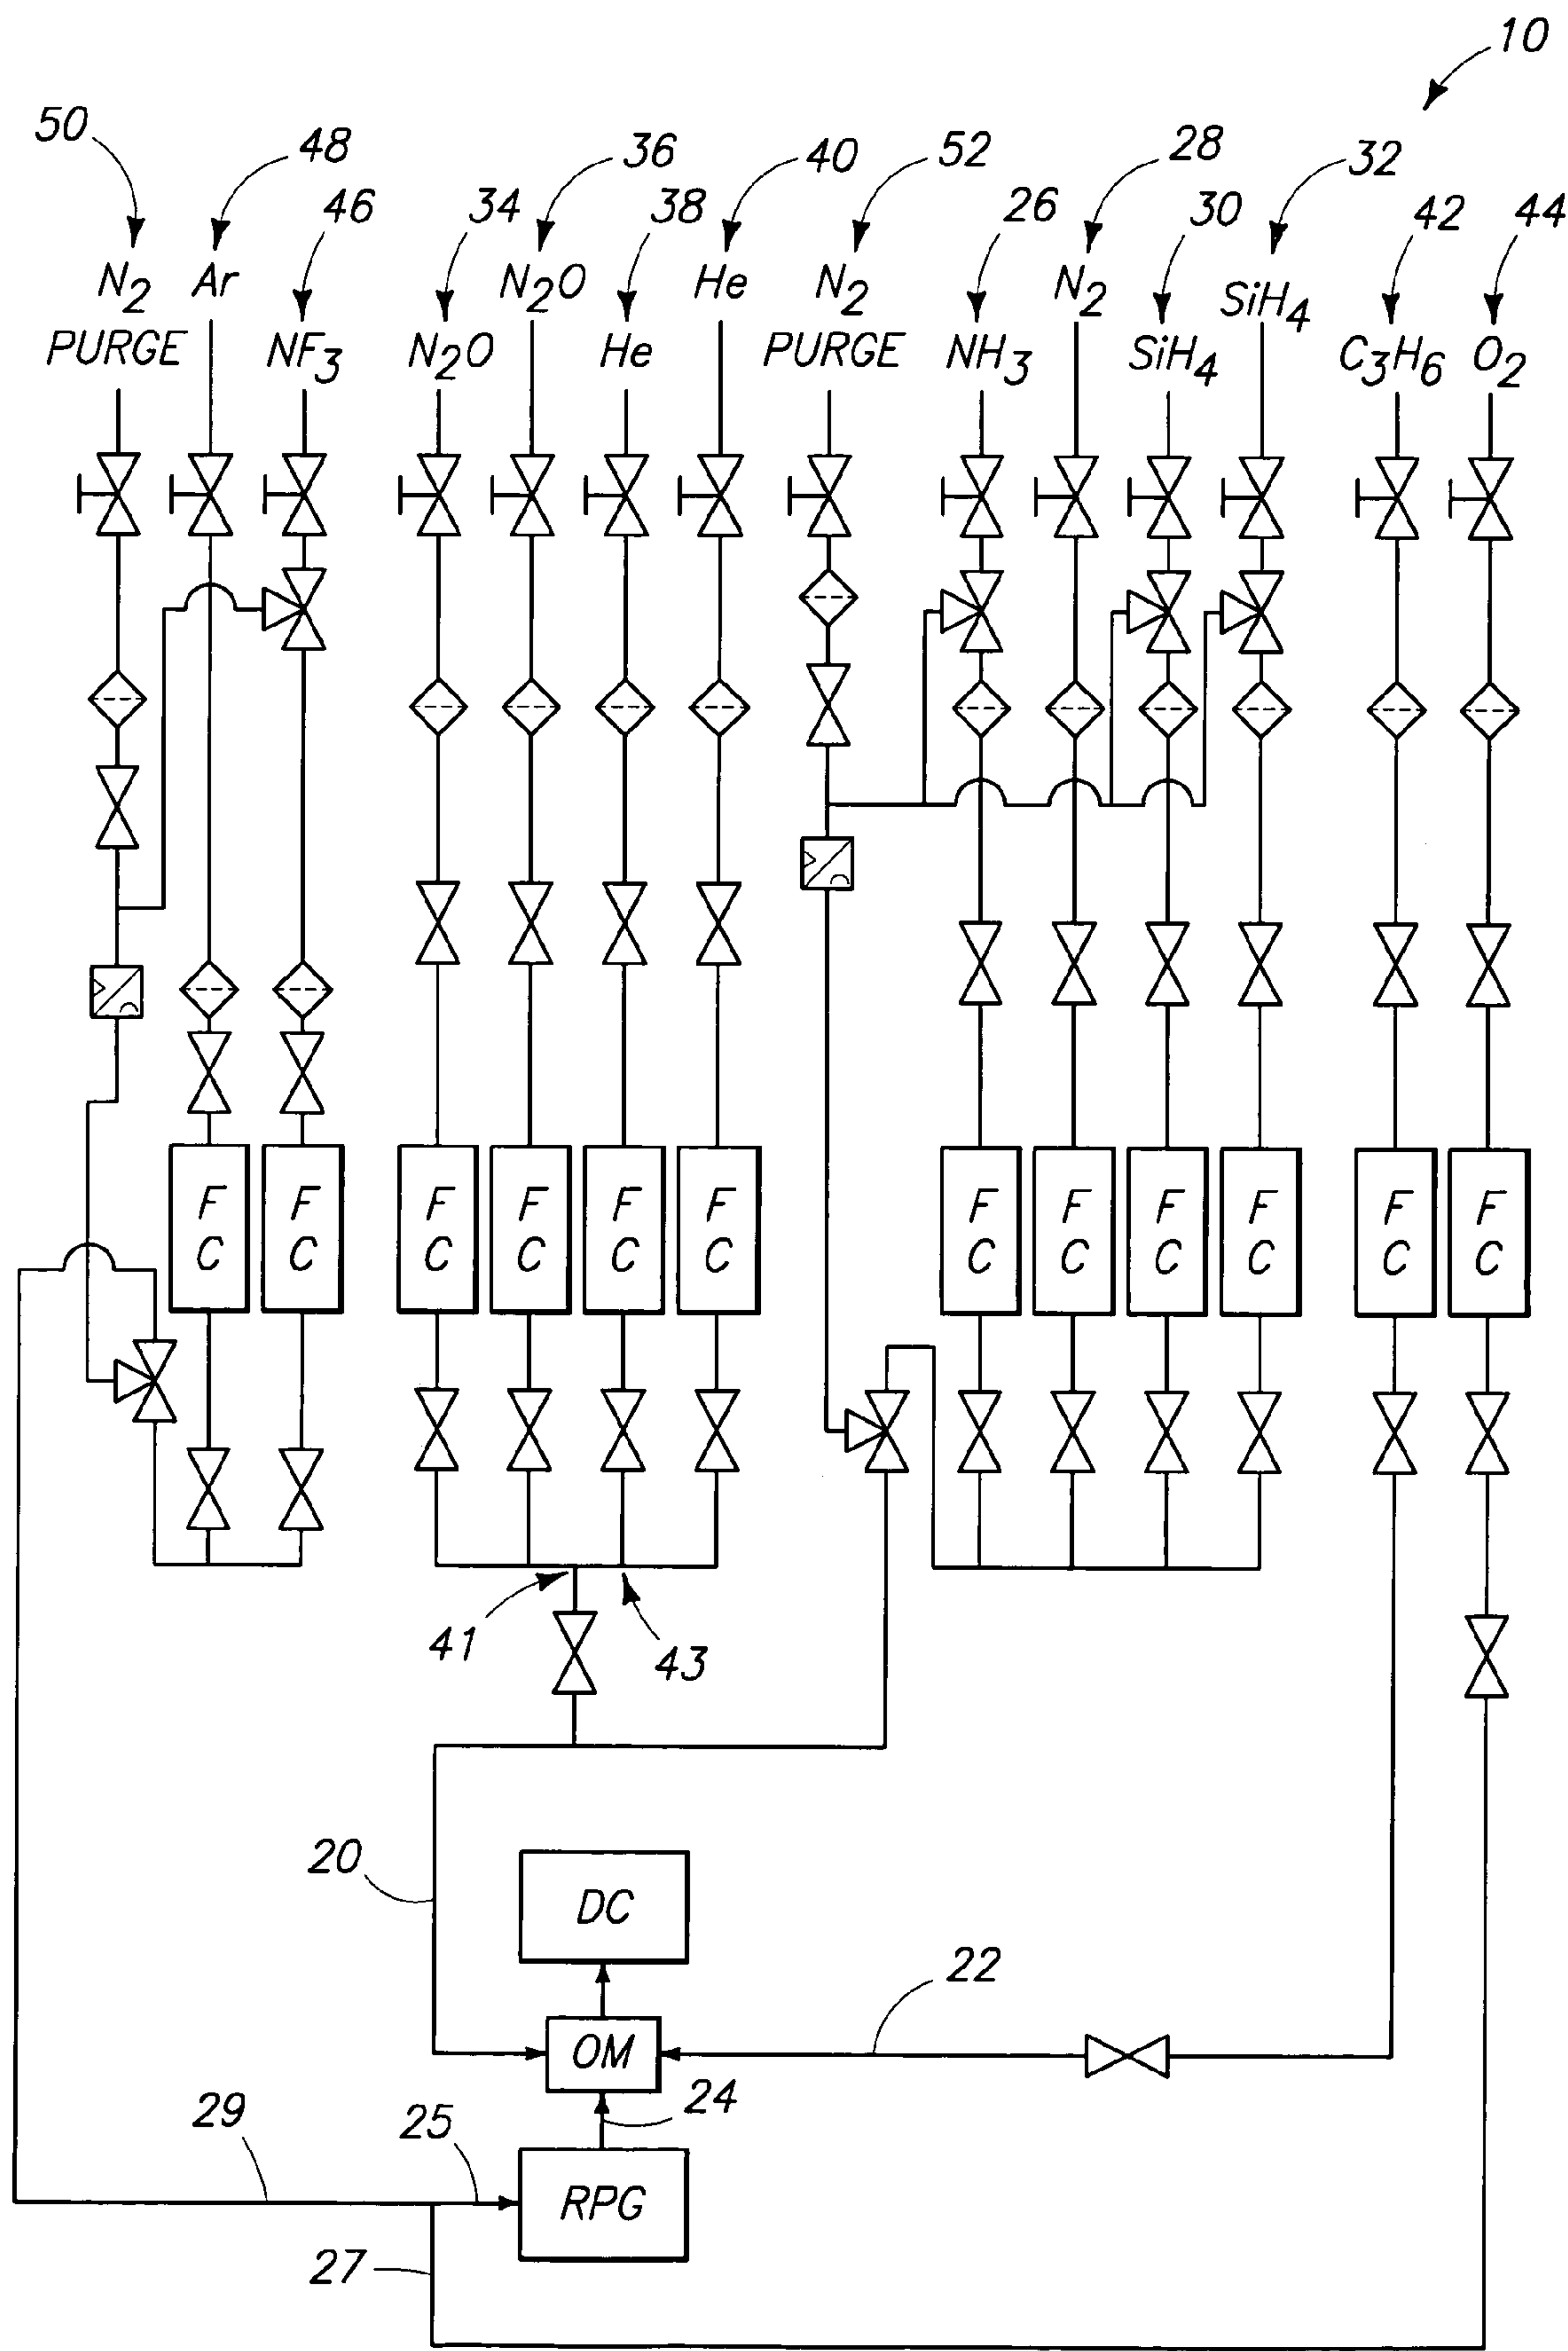 10
50 48 36 40 52 28 32
46 34 38 26 30 42 44
N2 Ar N2O He N2 N2 SiH4
PURGE NF3 N2O He PURGE NH3 SiH4 C3H6 O2
F F F F F F F F F F F F
C C C C C C C C C C C C
41 43
20
DC
22
OM
24
29 25
RPG
27